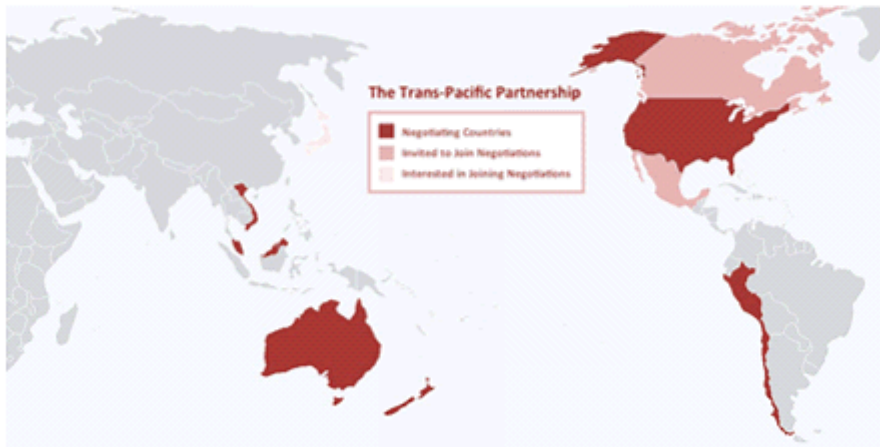 The Trans-Pacific Partnership
Negotiating Countries
Invited to Join Negotiations
Interested in Joining Negotiations